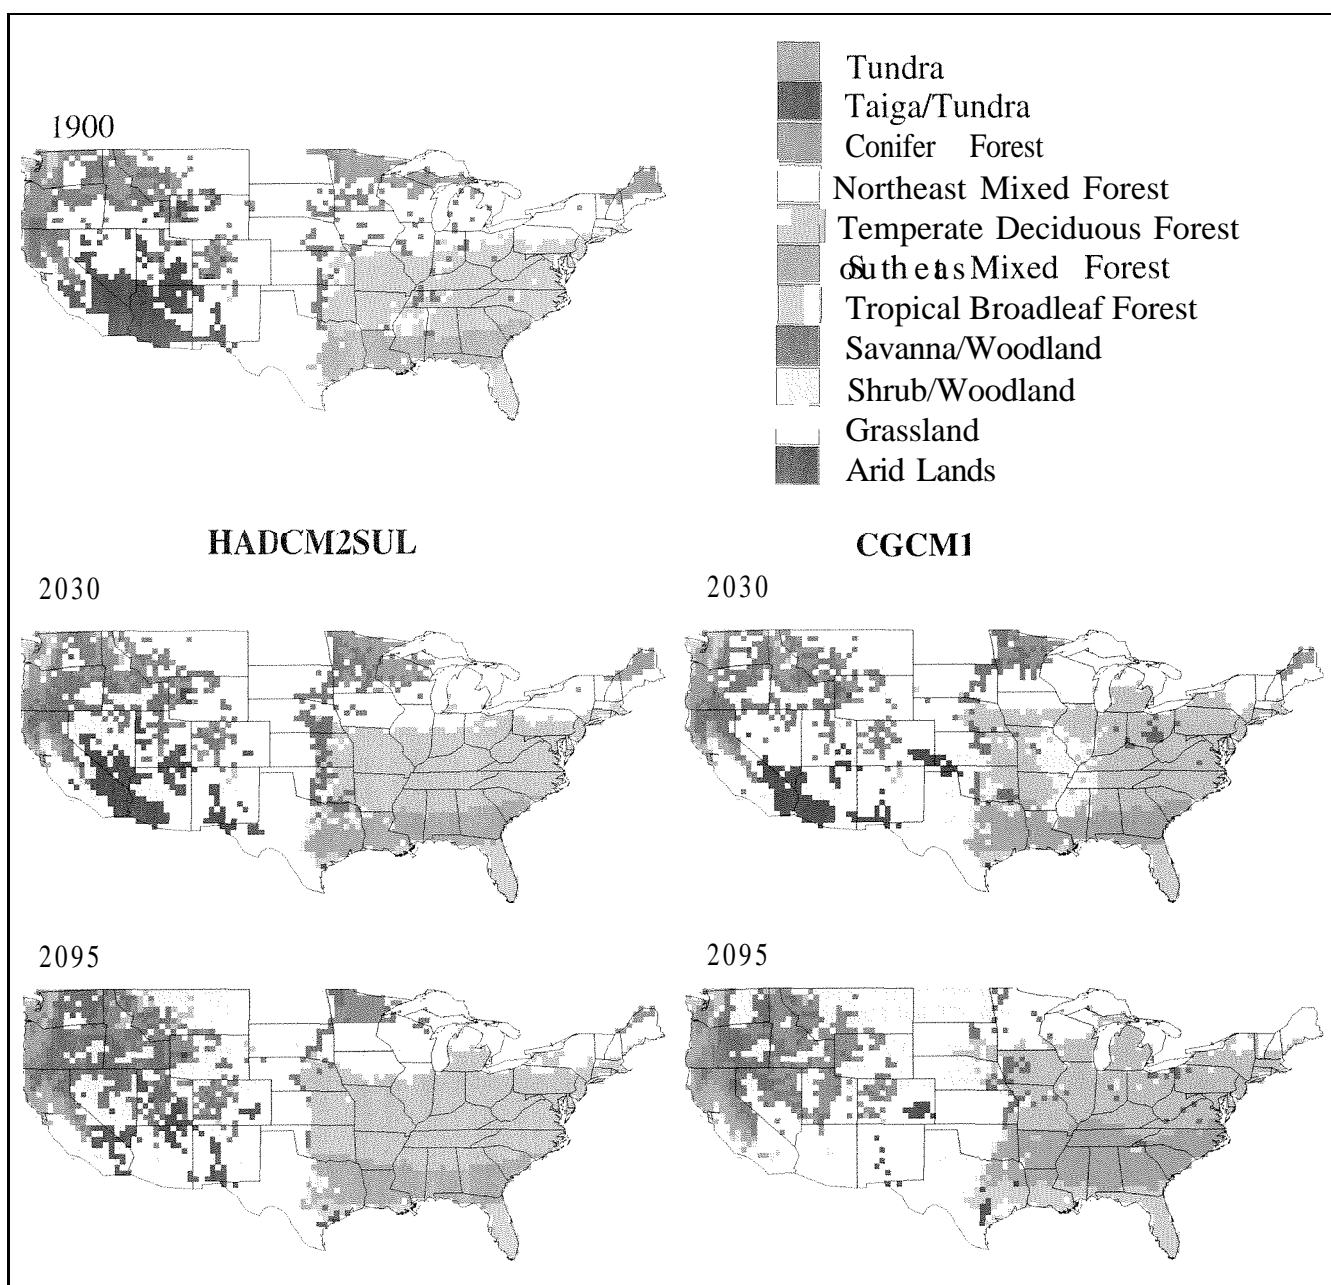 1900
Tundra
Taiga/Tundra
Conifer Forest
Northeast Mixed Forest
Temperate Deciduous Forest
Mixed Forest
Tropical Broadleaf Forest
Savanna/Woodland
Shrub/Woodland
Grassland
Arid Lands
HADCM2SUL
CGCM1
2030
2030
2095
2095